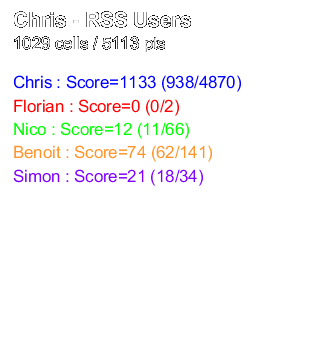 Chris - RSS Users
1029 cells / 5113 pts
Chris : Score=1133 (938/4870)
Florian : Score=0 (0/2)
Nico : Score=12 (11/66)
Benoit : Score=74 (62/141)
Simon : Score=21 (18/34)